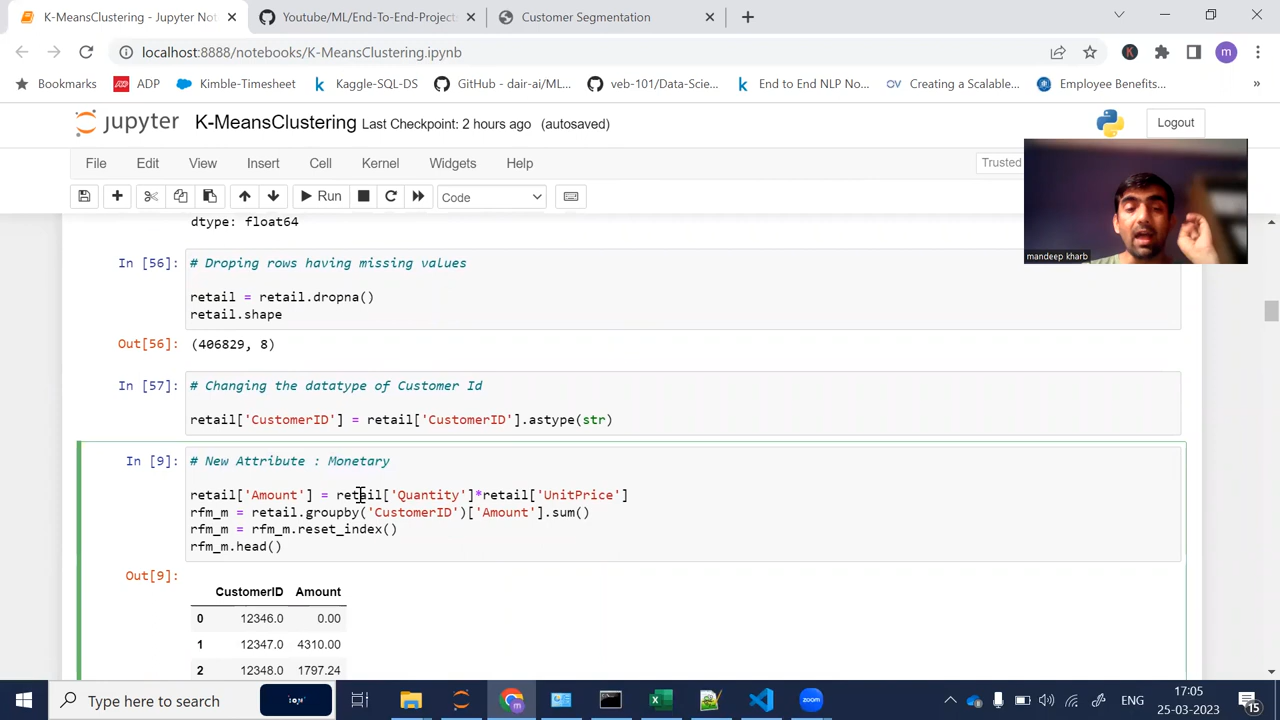 K-MeansClustering - Jupyter Not
Youtube/ML/End-To-End-Projects
Customer Segmentation
localhost:8888/notebooks/K-MeansClustering.ipynb
m
Bookmarks
ADP
Kimble-Timesheet
Kaggle-SQL-DS
GitHub - dair-ai/ML...
veb-101/Data-Scie...
End to End NLP No...
Creating a Scalable...
Employee Benefits...
jupyter K-MeansClustering Last Checkpoint: 2 hours ago (autosaved)
Logout
File Edit View Insert Cell Kernel Widgets Help
Trusted
Run Code
dtype: float64
In [56]: # Droping rows having missing values
retail = retail.dropna()
retail.shape
Out[56]: (406829, 8)
In [57]: # Changing the datatype of Customer Id
retail['CustomerID'] = retail['CustomerID'].astype(str)
In [9]: # New Attribute : Monetary
retail['Amount'] = retail['Quantity']*retail['UnitPrice']
rfm_m = retail.groupby('CustomerID')['Amount'].sum()
rfm_m = rfm_m.reset_index()
rfm_m.head()
Out[9]:
CustomerID Amount
0 12346.0 0.00
1 12347.0 4310.00
2 12348.0 1797.24
mandeep kharb
Type here to search
ENG
17:05
25-03-2023
15